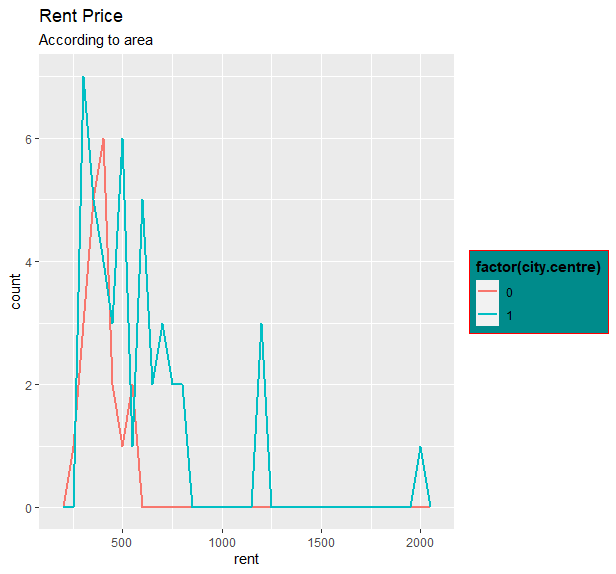 Rent Price
According to area
6
4
2
0
count
500
1000
1500
2000
rent
factor(city.centre)
0
1